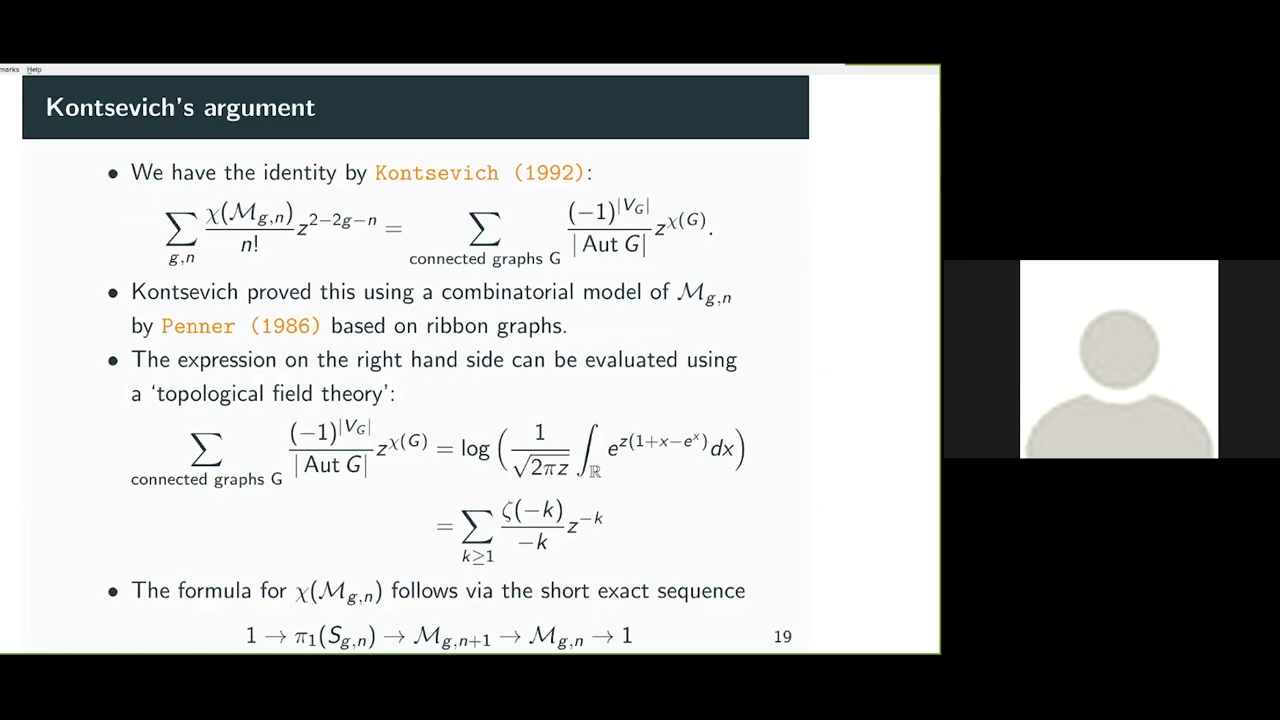 marks Help
Kontsevich's argument
• We have the identity by Kontsevich (1992):
∑_{g,n} χ(ℳ_{g,n})/n! z^{2−2g−n} = ∑_{connected graphs G} (−1)^{|V_G|}/|Aut G| z^{χ(G)}.
• Kontsevich proved this using a combinatorial model of ℳ_{g,n}
by Penner (1986) based on ribbon graphs.
• The expression on the right hand side can be evaluated using
a ‘topological field theory’:
∑_{connected graphs G} (−1)^{|V_G|}/|Aut G| z^{χ(G)} = log(1/√(2πz) ∫_ℝ e^{z(1+x−e^x)} dx)
= ∑_{k≥1} ζ(−k)/−k z^{−k}
• The formula for χ(ℳ_{g,n}) follows via the short exact sequence
1 → π₁(S_{g,n}) → ℳ_{g,n+1} → ℳ_{g,n} → 1
19